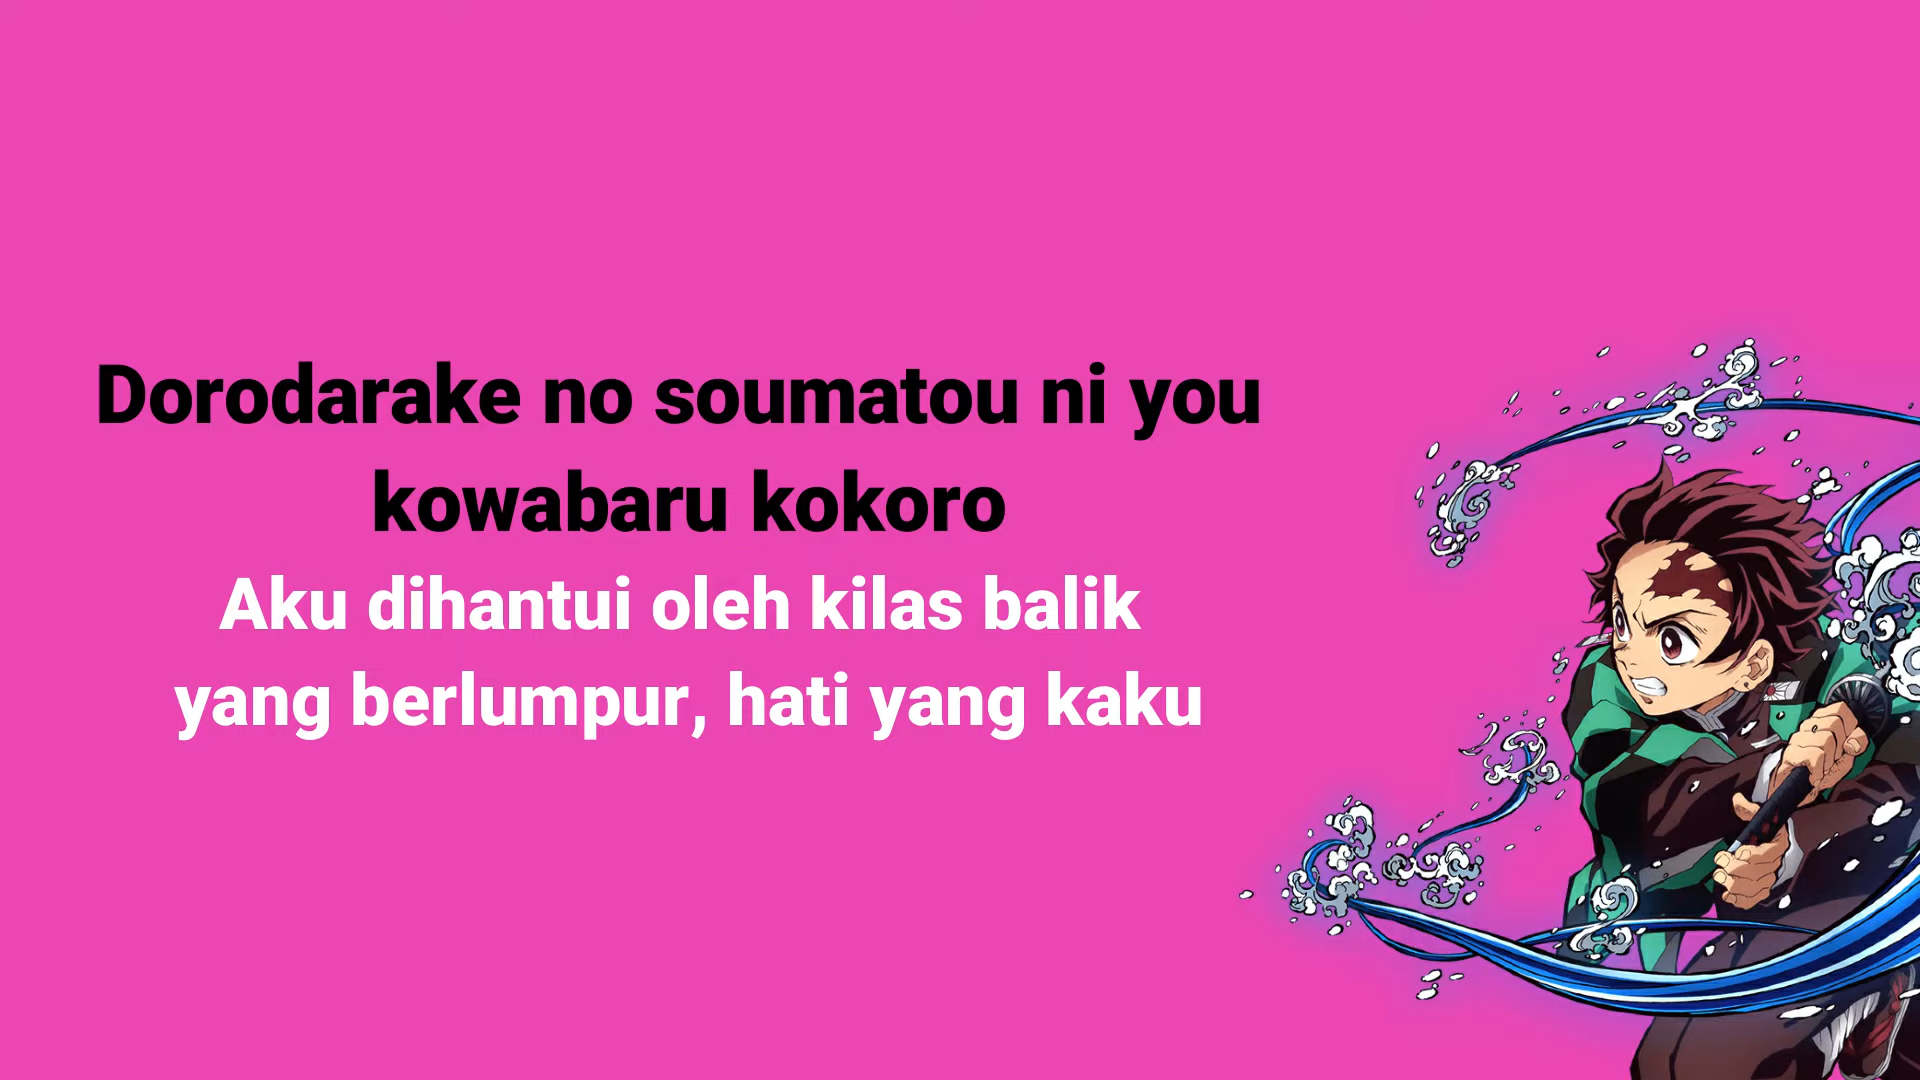 Dorodarake no soumatou ni you
kowabaru kokoro
Aku dihantui oleh kilas balik
yang berlumpur, hati yang kaku